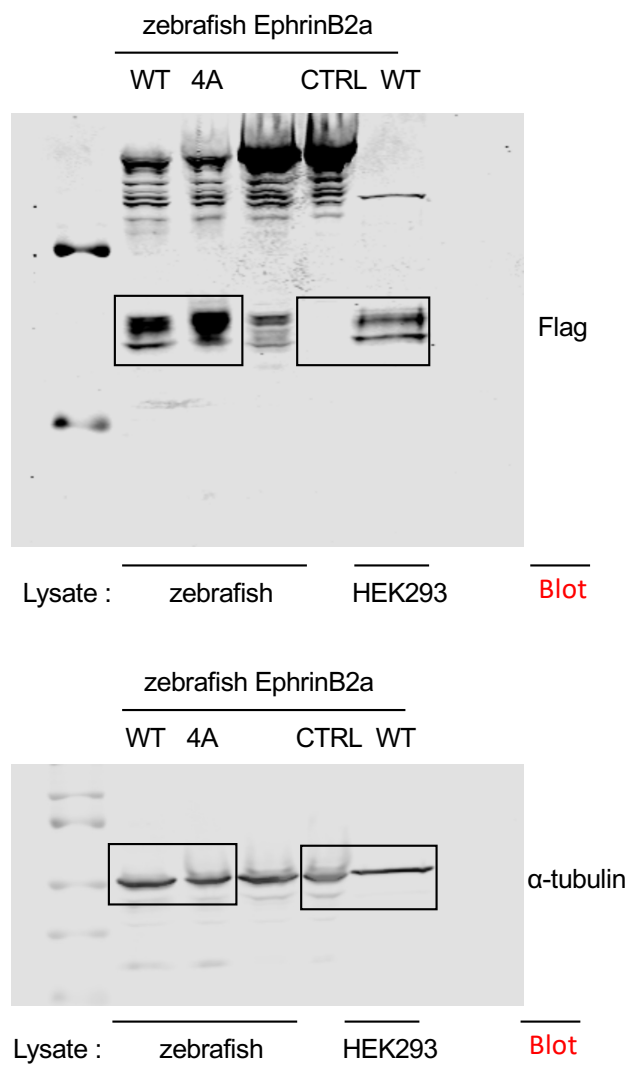 zebrafish EphrinB2a
WT 4A CTRL WT
Flag
Lysate : zebrafish HEK293 Blot
zebrafish EphrinB2a
WT 4A CTRL WT
α-tubulin
Lysate : zebrafish HEK293 Blot